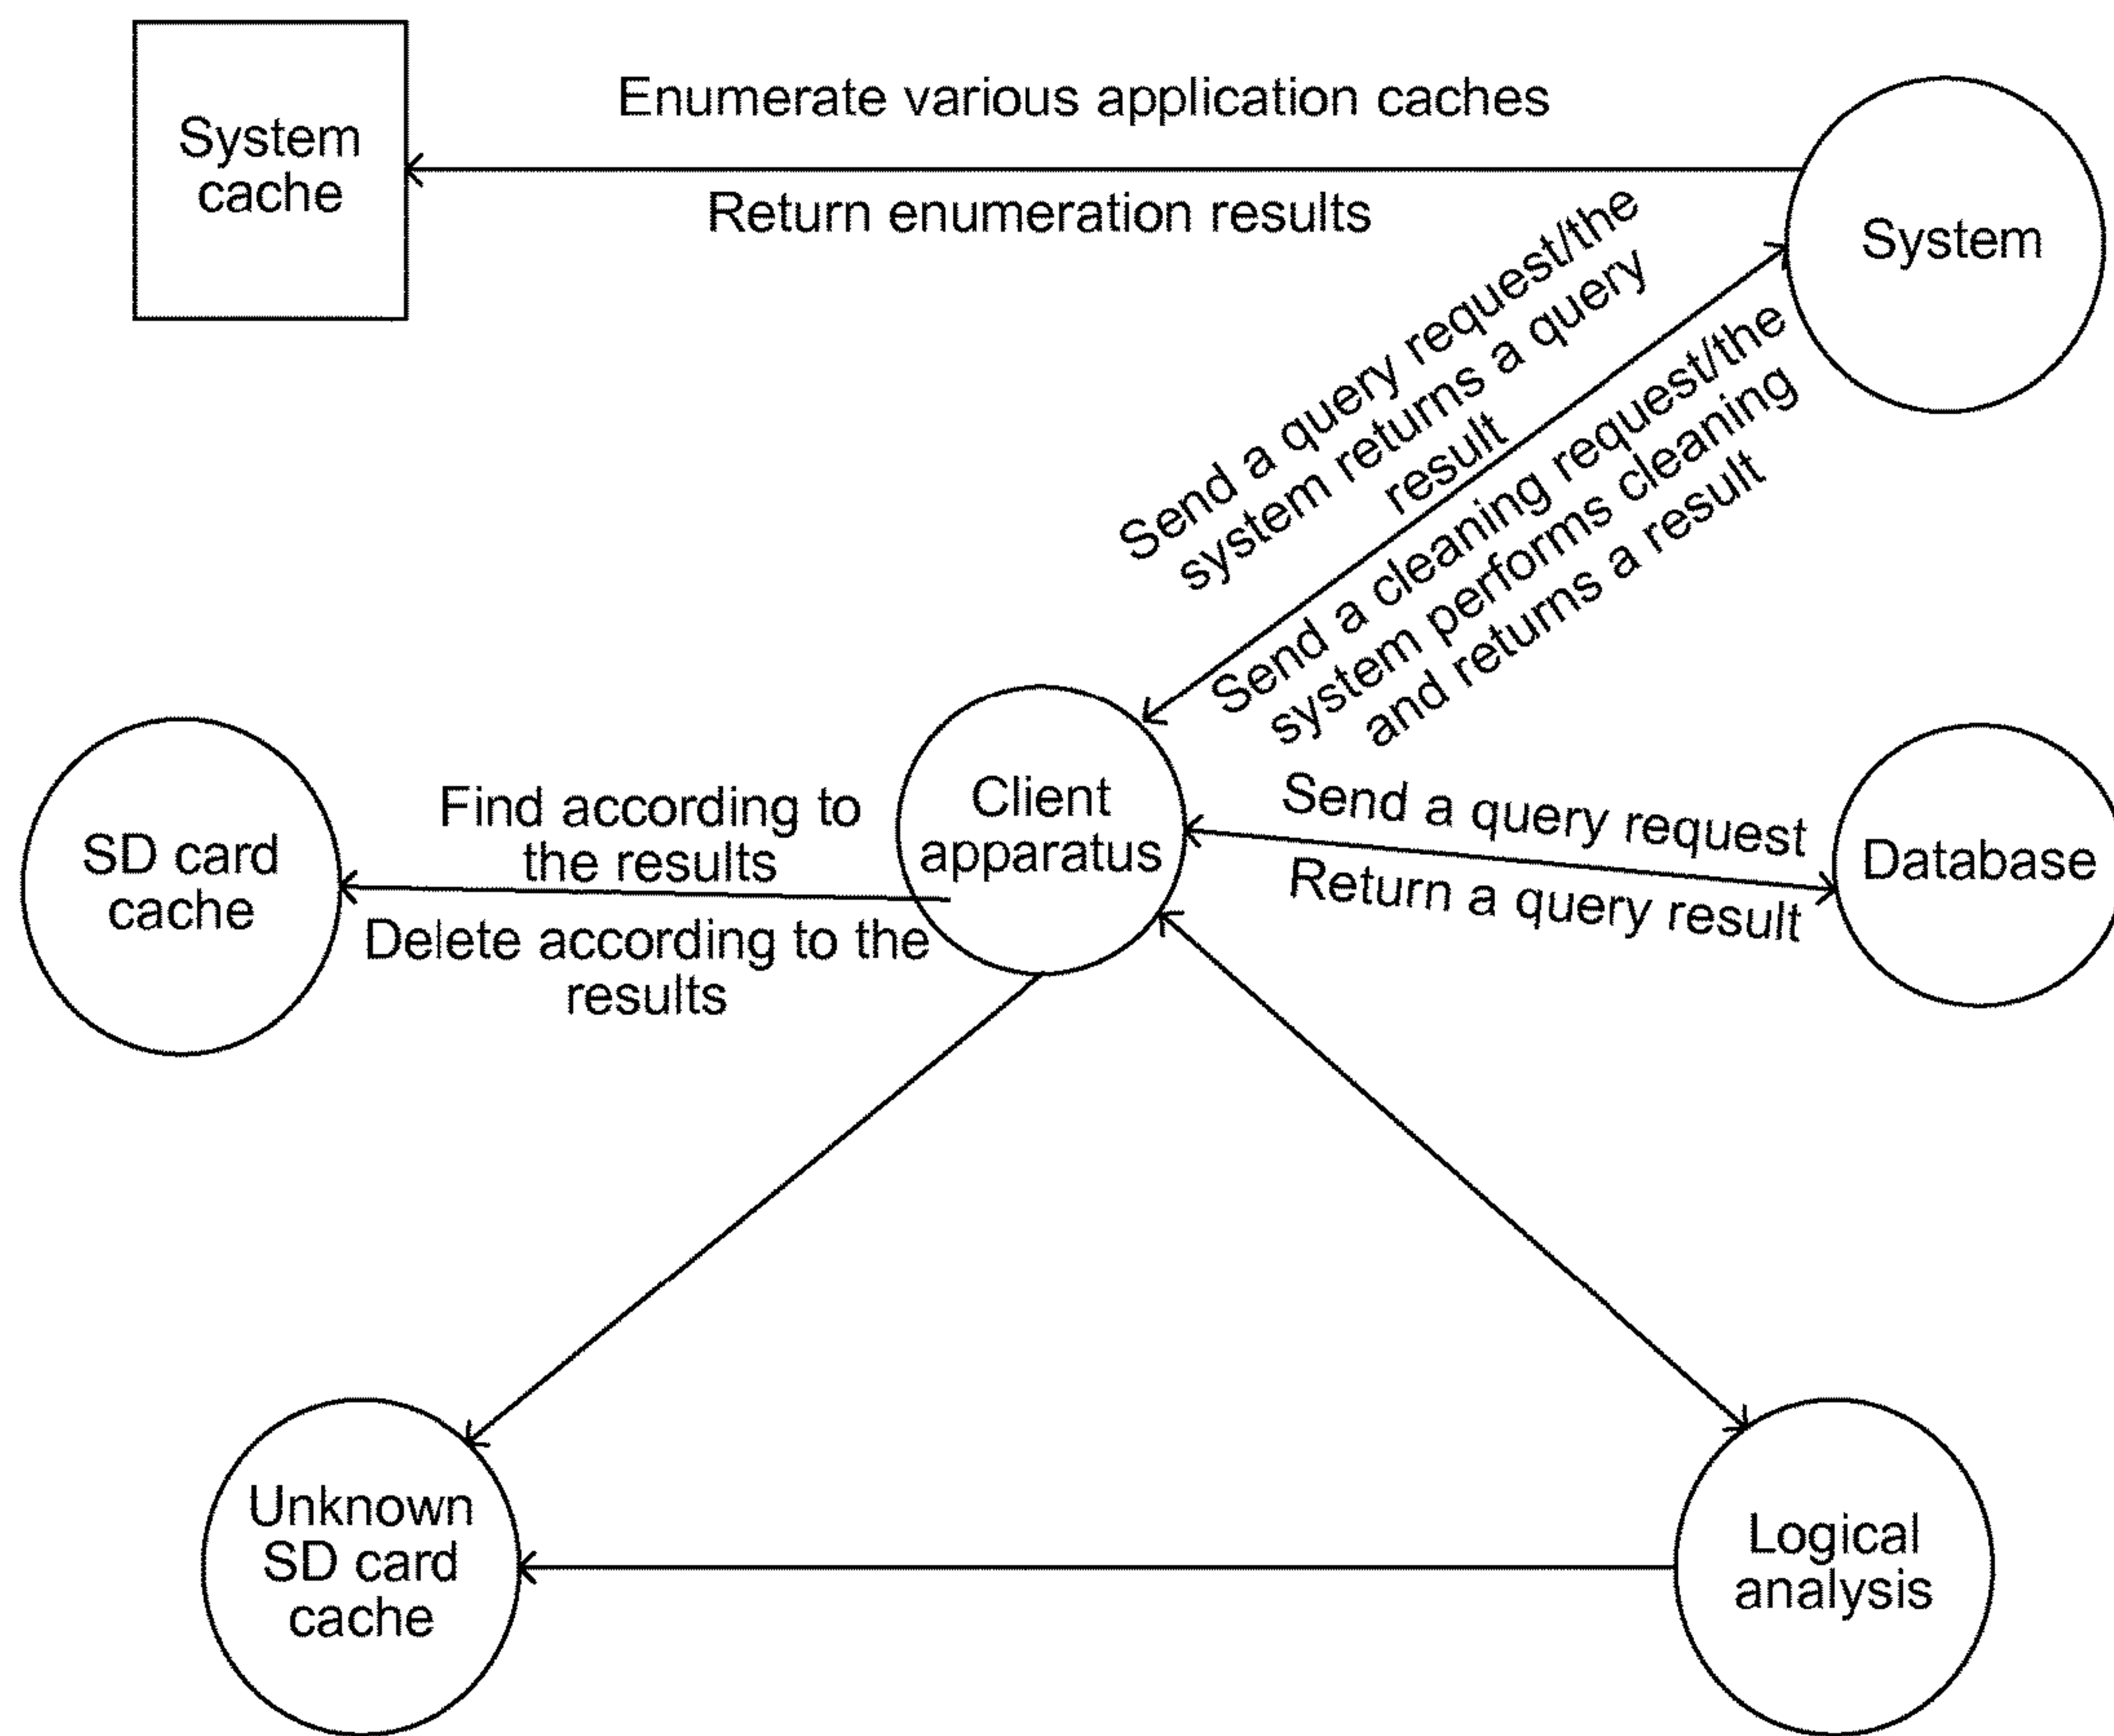 Enumerate various application caches
System
cache
Return enumeration results
System
Send a query request/the
system returns a query
result
Send a cleaning request/the
system performs cleaning
and returns a result
SD card
cache
Find according to
the results
Delete according to the
results
Client
apparatus
Send a query request
Return a query result
Database
Unknown
SD card
cache
Logical
analysis